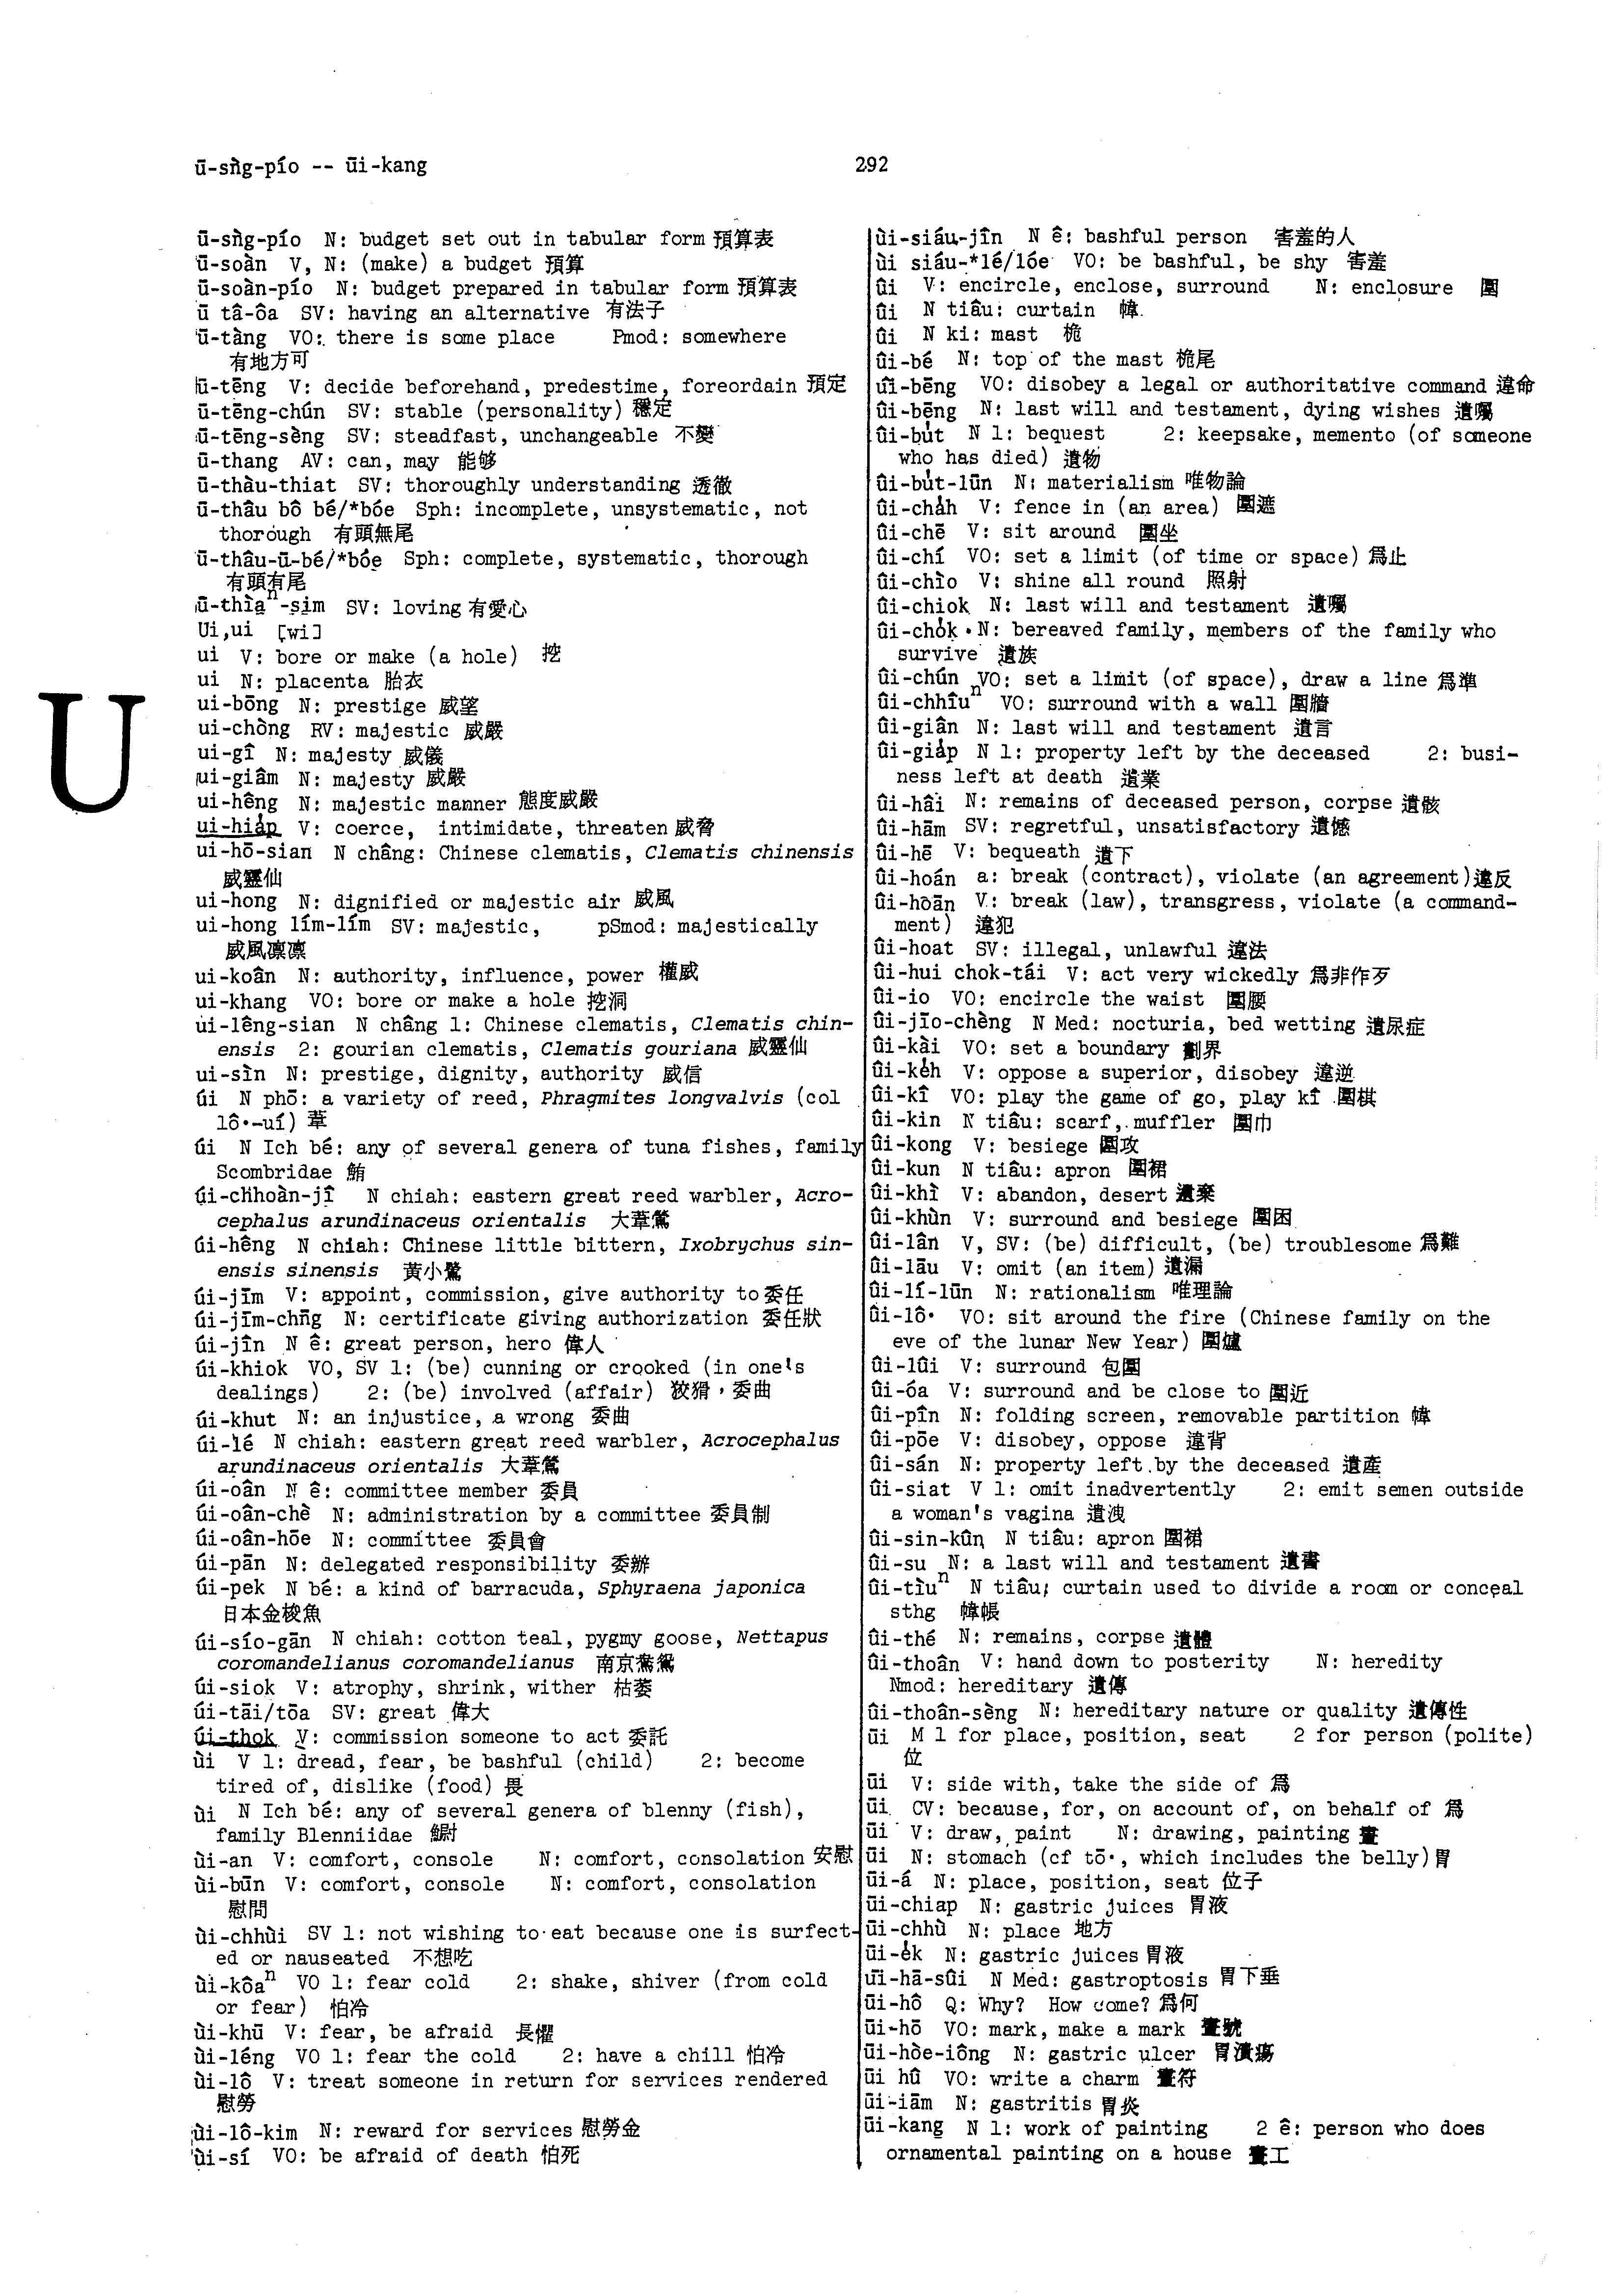 ū-sǹg-pío -- ūi-kang
292
ū-sǹg-pío N: budget set out in tabular form 預算表
ū-soàn V, N: (make) a budget 預算
ū-soàn-pío N: budget prepared in tabular form 預算表
ū tâ-ôa SV: having an alternative 有法子
ū-tàng VO: there is some place Pmod: somewhere
有地方可
ū-tēng V: decide beforehand, predestime, foreordain 預定
ū-tēng-chún SV: stable (personality) 穩定
ū-tēng-sèng SV: steadfast, unchangeable 不變
ū-thang AV: can, may 能够
ū-thàu-thiat SV: thoroughly understanding 透徹
ū-thâu bô bé/*bóe Sph: incomplete, unsystematic, not
thorough 有頭無尾
ū-thâu-ū-bé/*bóe Sph: complete, systematic, thorough
有頭有尾
ū-thìaⁿ-sim SV: loving 有愛心
Ui,ui [wi]
ui V: bore or make (a hole) 挖
ui N: placenta 胎衣
ui-bōng N: prestige 威望
ui-chòng RV: majestic 威嚴
ui-gî N: majesty 威儀
ui-giâm N: majesty 威嚴
ui-hêng N: majestic manner 態度威嚴
U
ui-hia̍p V: coerce, intimidate, threaten 威脅
ui-hō-sian N châng: Chinese clematis, Clematis chinensis
威靈仙
ui-hong N: dignified or majestic air 威風
ui-hong lím-lím SV: majestic, pSmod: majestically
威風凛凛
ui-koân N: authority, influence, power 權威
ui-khang VO: bore or make a hole 挖洞
ui-lêng-sian N châng 1: Chinese clematis, Clematis chin-
ensis 2: gourian clematis, Clematis gouriana 威靈仙
ui-sìn N: prestige, dignity, authority 威信
úi N phō: a variety of reed, Phragmites longvalvis (col
lô·-uí) 葦
úi N Ich bé: any of several genera of tuna fishes, family
Scombridae 鮪
úi-chhoàn-jî N chiah: eastern great reed warbler, Acro-
cephalus arundinaceus orientalis 大葦鶯
úi-hêng N chiah: Chinese little bittern, Ixobrychus sin-
ensis sinensis 黃小鷺
úi-jīm V: appoint, commission, give authority to 委任
úi-jīm-chn̄g N: certificate giving authorization 委任狀
úi-jîn N ê: great person, hero 偉人
úi-khiok VO, SV 1: (be) cunning or crooked (in one's
dealings) 2: (be) involved (affair) 狡猾，委曲
úi-khut N: an injustice, a wrong 委曲
úi-lé N chiah: eastern great reed warbler, Acrocephalus
arundinaceus orientalis 大葦鶯
úi-oân N ê: committee member 委員
úi-oân-chè N: administration by a committee 委員制
úi-oân-hōe N: committee 委員會
úi-pān N: delegated responsibility 委辦
úi-pek N bé: a kind of barracuda, Sphyraena japonica
日本金梭魚
úi-sío-gān N chiah: cotton teal, pygmy goose, Nettapus
coromandelianus coromandelianus 南京鴦鴛
úi-siok V: atrophy, shrink, wither 枯萎
úi-tāi/tōa SV: great 偉大
úi-thok V: commission someone to act 委託
ùi V 1: dread, fear, be bashful (child) 2: become
tired of, dislike (food) 畏
ùi N Ich bé: any of several genera of blenny (fish),
family Blenniidae 䲁
ùi-an V: comfort, console N: comfort, consolation 安慰
ùi-būn V: comfort, console N: comfort, consolation
慰問
ùi-chhùi SV 1: not wishing to eat because one is surfect-
ed or nauseated 不想吃
ùi-kôaⁿ VO 1: fear cold 2: shake, shiver (from cold
or fear) 怕冷
ùi-khū V: fear, be afraid 長懼
ùi-léng VO 1: fear the cold 2: have a chill 怕冷
ùi-lô V: treat someone in return for services rendered
慰勞
ùi-lô-kim N: reward for services 慰勞金
ùi-sí VO: be afraid of death 怕死
ùi-siáu-jîn N ê: bashful person 害羞的人
ùi siáu-*lé/lóe VO: be bashful, be shy 害羞
ûi V: encircle, enclose, surround N: enclosure 圍
ûi N tiâu: curtain 幃
ûi N ki: mast 桅
ûi-bé N: top of the mast 桅尾
ûi-bēng VO: disobey a legal or authoritative command 違命
ûi-bēng N: last will and testament, dying wishes 遺囑
ûi-bu̍t N 1: bequest 2: keepsake, memento (of someone
who has died) 遺物
ûi-bu̍t-lūn N: materialism 唯物論
ûi-cha̍h V: fence in (an area) 圍遮
ûi-chē V: sit around 圍坐
ûi-chí VO: set a limit (of time or space) 爲止
ûi-chìo V: shine all round 照射
ûi-chiok N: last will and testament 遺囑
ûi-cho̍k N: bereaved family, members of the family who
survive 遺族
ûi-chún VO: set a limit (of space), draw a line 爲準
ûi-chhîuⁿ VO: surround with a wall 圍牆
ûi-giân N: last will and testament 遺言
ûi-gia̍p N 1: property left by the deceased 2: busi-
ness left at death 遺業
ûi-hâi N: remains of deceased person, corpse 遺骸
ûi-hām SV: regretful, unsatisfactory 遺憾
ûi-hē V: bequeath 遺下
ûi-hoán a: break (contract), violate (an agreement) 違反
ûi-hoān V: break (law), transgress, violate (a command-
ment) 違犯
ûi-hoat SV: illegal, unlawful 違法
ûi-hui chok-tái V: act very wickedly 爲非作歹
ûi-io VO: encircle the waist 圍腰
ûi-jīo-chèng N Med: nocturia, bed wetting 遺尿症
ûi-kài VO: set a boundary 劃界
ûi-ke̍h V: oppose a superior, disobey 違逆
ûi-kî VO: play the game of go, play kî 圍棋
ûi-kin N tiâu: scarf, muffler 圍巾
ûi-kong V: besiege 圍攻
ûi-kun N tiâu: apron 圍裙
ûi-khì V: abandon, desert 遺棄
ûi-khùn V: surround and besiege 圍困
ûi-lân V, SV: (be) difficult, (be) troublesome 爲難
ûi-lāu V: omit (an item) 遺漏
ûi-lí-lūn N: rationalism 唯理論
ûi-lô· VO: sit around the fire (Chinese family on the
eve of the lunar New Year) 圍爐
ûi-lûi V: surround 包圍
ûi-óa V: surround and be close to 圍近
ûi-pîn N: folding screen, removable partition 幃
ûi-pōe V: disobey, oppose 違背
ûi-sán N: property left by the deceased 遺產
ûi-siat V 1: omit inadvertently 2: emit semen outside
a woman's vagina 遺洩
ûi-sin-kûn N tiâu: apron 圍裙
ûi-su N: a last will and testament 遺書
ûi-tìuⁿ N tiâu; curtain used to divide a room or conceal
sthg 幃帳
ûi-thé N: remains, corpse 遺體
ûi-thoân V: hand down to posterity N: heredity
Nmod: hereditary 遺傳
ûi-thoân-sèng N: hereditary nature or quality 遺傳性
ūi M 1 for place, position, seat 2 for person (polite)
位
ūi V: side with, take the side of 爲
ūi CV: because, for, on account of, on behalf of 爲
ūi V: draw, paint N: drawing, painting 畫
ūi N: stomach (cf tō·, which includes the belly) 胃
ūi-á N: place, position, seat 位子
ūi-chiap N: gastric juices 胃液
ūi-chhù N: place 地方
ūi-e̍k N: gastric juices 胃液
ūi-hā-sûi N Med: gastroptosis 胃下垂
ūi-hô Q: Why? How come? 爲何
ūi-hō VO: mark, make a mark 畫號
ūi-hòe-iông N: gastric ulcer 胃潰瘍
ūi hû VO: write a charm 畫符
ūi-iām N: gastritis 胃炎
ūi-kang N 1: work of painting 2 ê: person who does
ornamental painting on a house 畫工